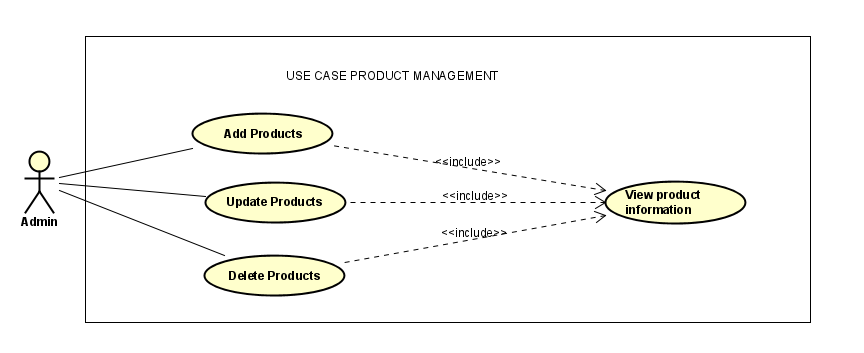 USE CASE PRODUCT MANAGEMENT
Add Products
<<include>>
View product
information
Update Products
<<include>>
Admin
<<include>>
Delete Products